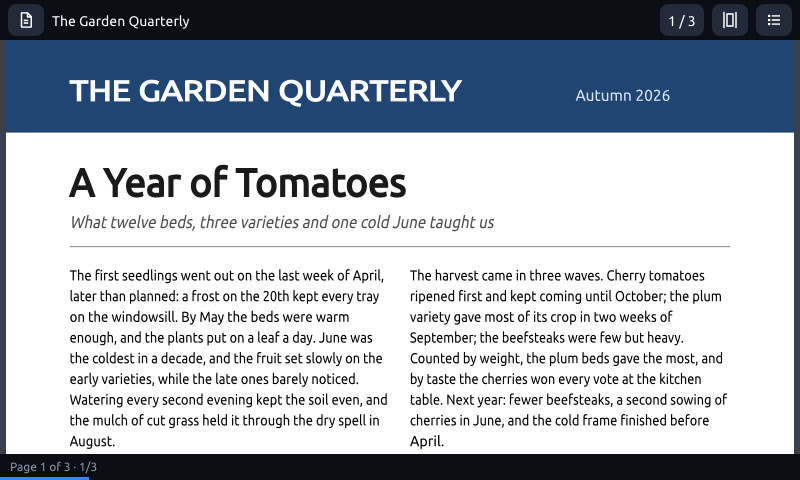 The Garden Quarterly
1 / 3
THE GARDEN QUARTERLY
Autumn 2026
A Year of Tomatoes
What twelve beds, three varieties and one cold June taught us
The first seedlings went out on the last week of April,
later than planned: a frost on the 20th kept every tray
on the windowsill. By May the beds were warm
enough, and the plants put on a leaf a day. June was
the coldest in a decade, and the fruit set slowly on the
early varieties, while the late ones barely noticed.
Watering every second evening kept the soil even, and
the mulch of cut grass held it through the dry spell in
August.
The harvest came in three waves. Cherry tomatoes
ripened first and kept coming until October; the plum
variety gave most of its crop in two weeks of
September; the beefsteaks were few but heavy.
Counted by weight, the plum beds gave the most, and
by taste the cherries won every vote at the kitchen
table. Next year: fewer beefsteaks, a second sowing of
cherries in June, and the cold frame finished before
April.
Page 1 of 3 · 1/3